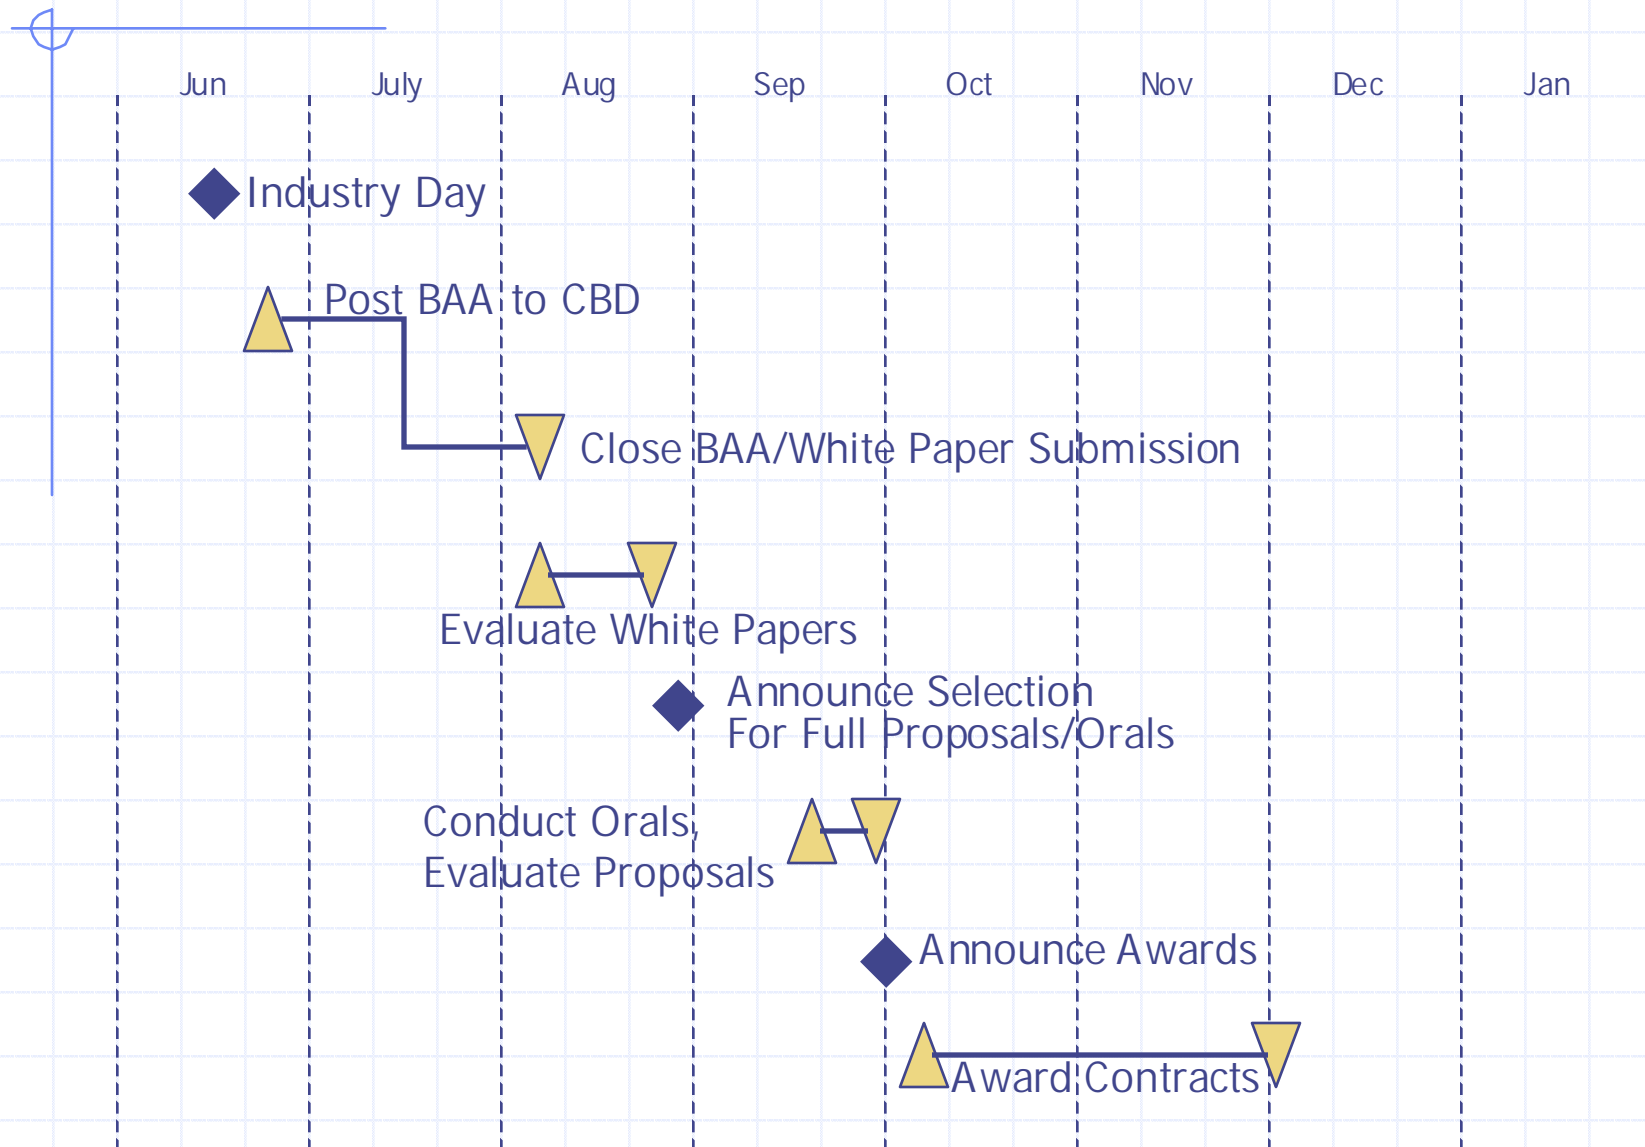 Jun July Aug Sep Oct Nov Dec Jan
Industry Day
Post BAA to CBD
Close BAA/White Paper Submission
Evaluate White Papers
Announce Selection
For Full Proposals/Orals
Conduct Orals,
Evaluate Proposals
Announce Awards
Award Contracts